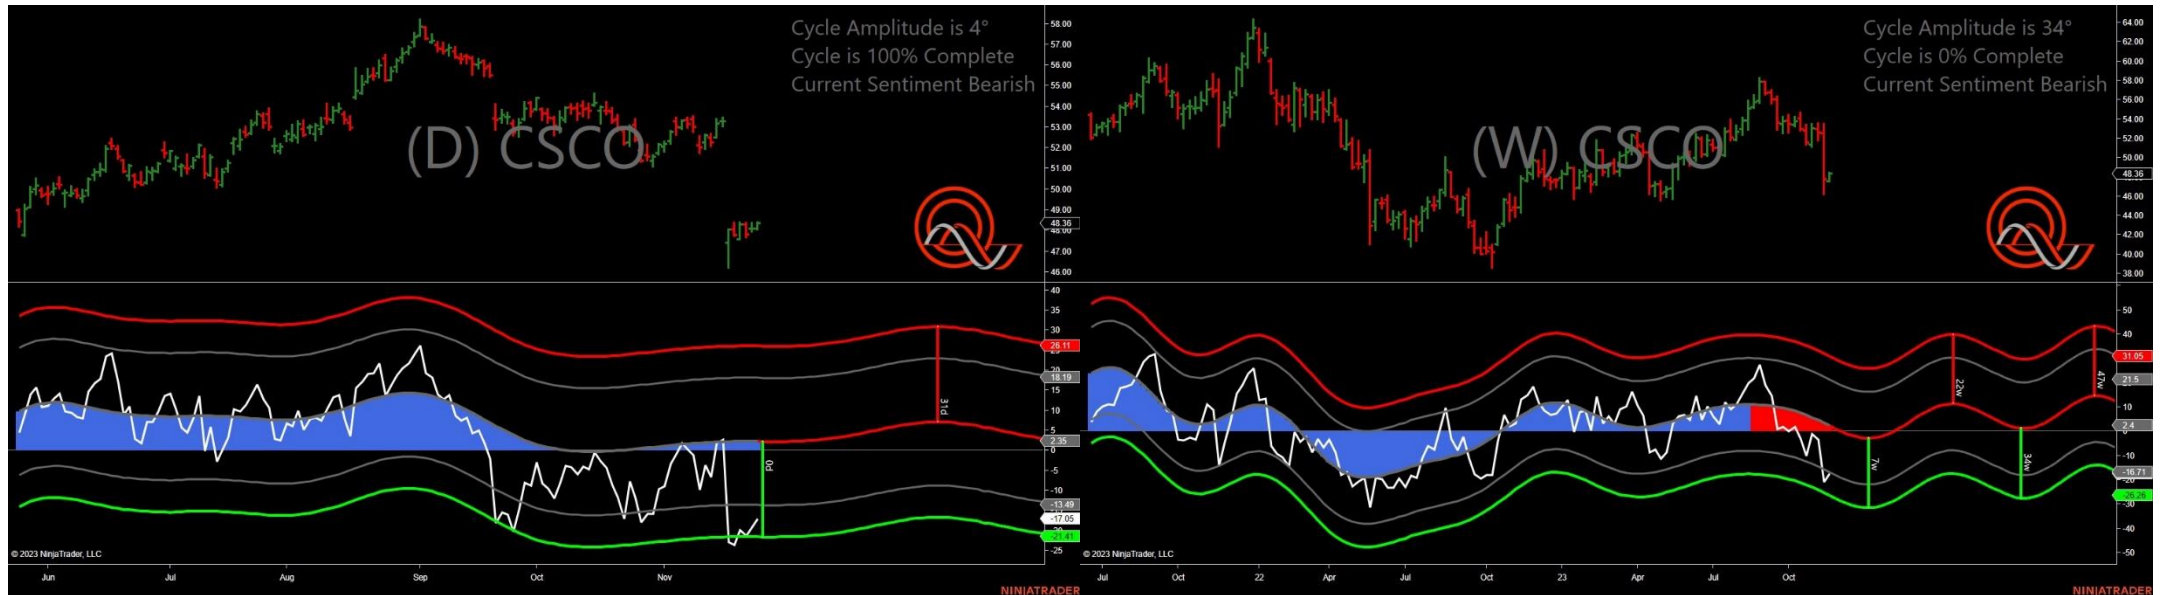 Cycle Amplitude is 4°
Cycle is 100% Complete
Current Sentiment Bearish
(D) CSCO
58.00
57.00
56.00
55.00
54.00
53.00
52.00
51.00
50.00
49.00
48.36
48.00
47.00
46.00
40
35
30
26.11
20
18.19
15
10
5
2.35
0
-5
-10
-13.49
-17.05
-21.41
-25
31d
0d
© 2023 NinjaTrader, LLC
Jun Jul Aug Sep Oct Nov
NINJATRADER
Cycle Amplitude is 34°
Cycle is 0% Complete
Current Sentiment Bearish
(W) CSCO
64.00
62.00
60.00
58.00
56.00
54.00
52.00
50.00
48.36
46.00
44.00
42.00
40.00
38.00
50
40
31.05
21.5
10
2.4
-10
-16.71
-20
-26.26
-30
-40
-50
7w
22w
34w
47w
© 2023 NinjaTrader, LLC
Jul Oct 22 Apr Jul Oct 23 Apr Jul Oct
NINJATRADER